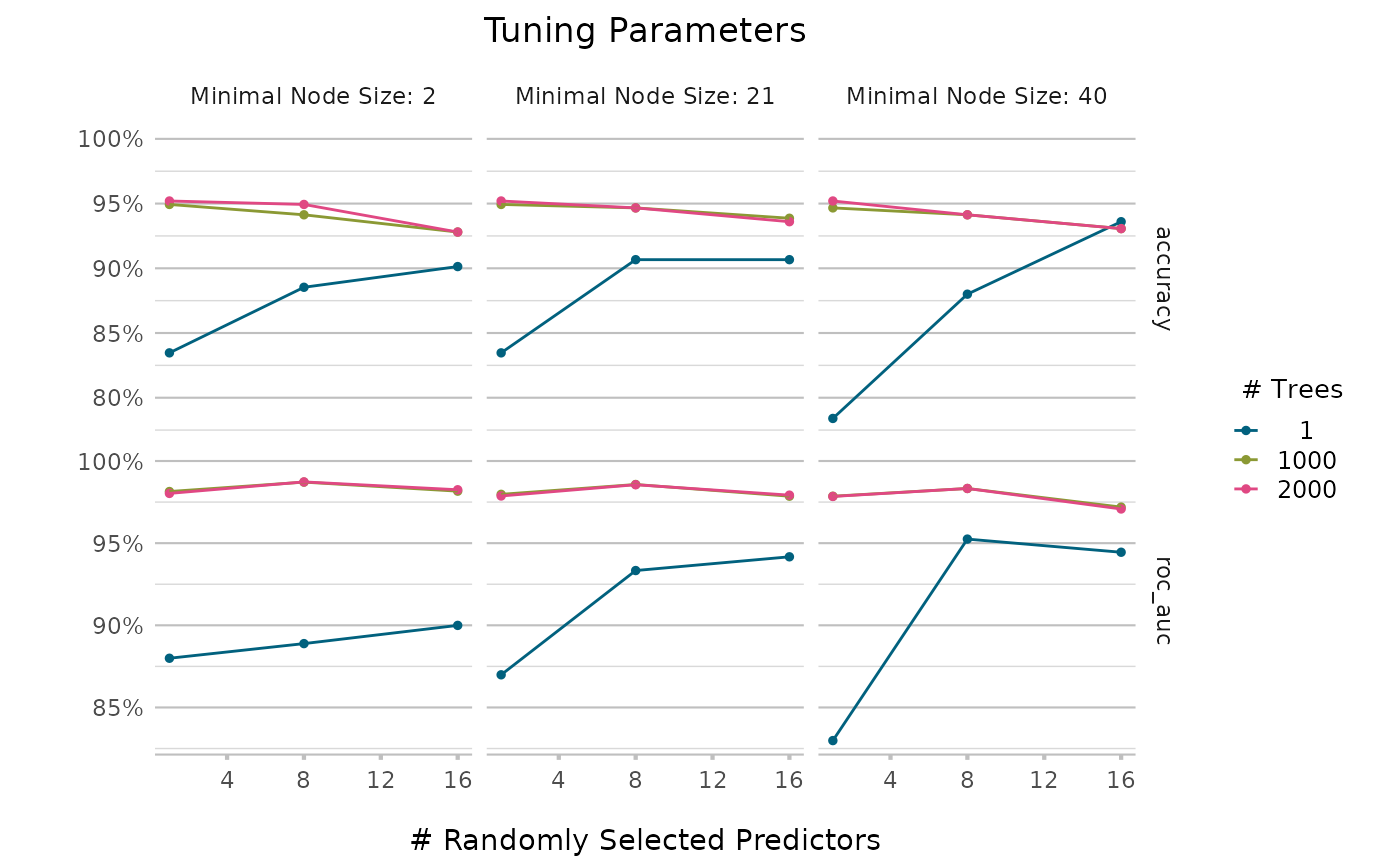 Tuning Parameters
Minimal Node Size: 2
Minimal Node Size: 21
Minimal Node Size: 40
100%
95%
90%
85%
80%
accuracy
100%
95%
90%
85%
roc_auc
4 8 12 16
4 8 12 16
4 8 12 16
# Randomly Selected Predictors
# Trees
1
1000
2000